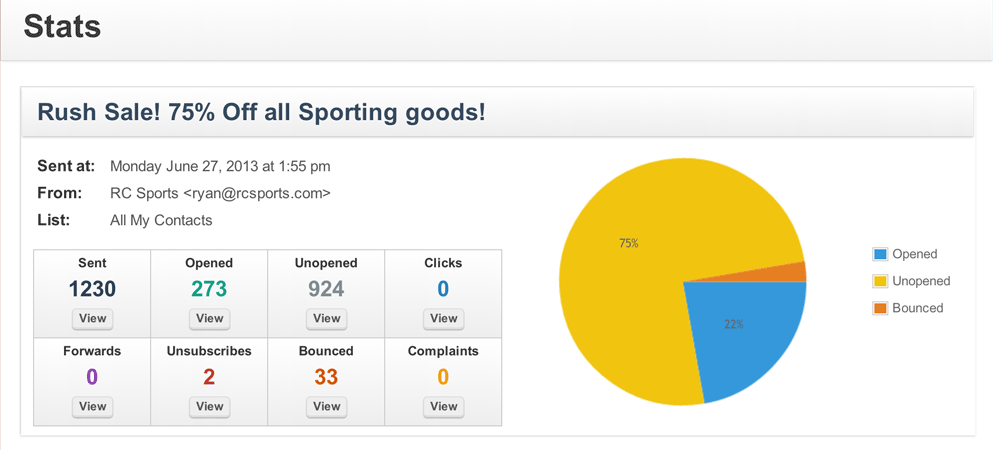 Stats
Rush Sale! 75% Off all Sporting goods!
Sent at: Monday June 27, 2013 at 1:55 pm
From: RC Sports <ryan@rcsports.com>
List: All My Contacts
Sent Opened Unopened Clicks
1230 273 924 0
View View View View
Forwards Unsubscribes Bounced Complaints
0 2 33 0
View View View View
75%
22%
Opened
Unopened
Bounced